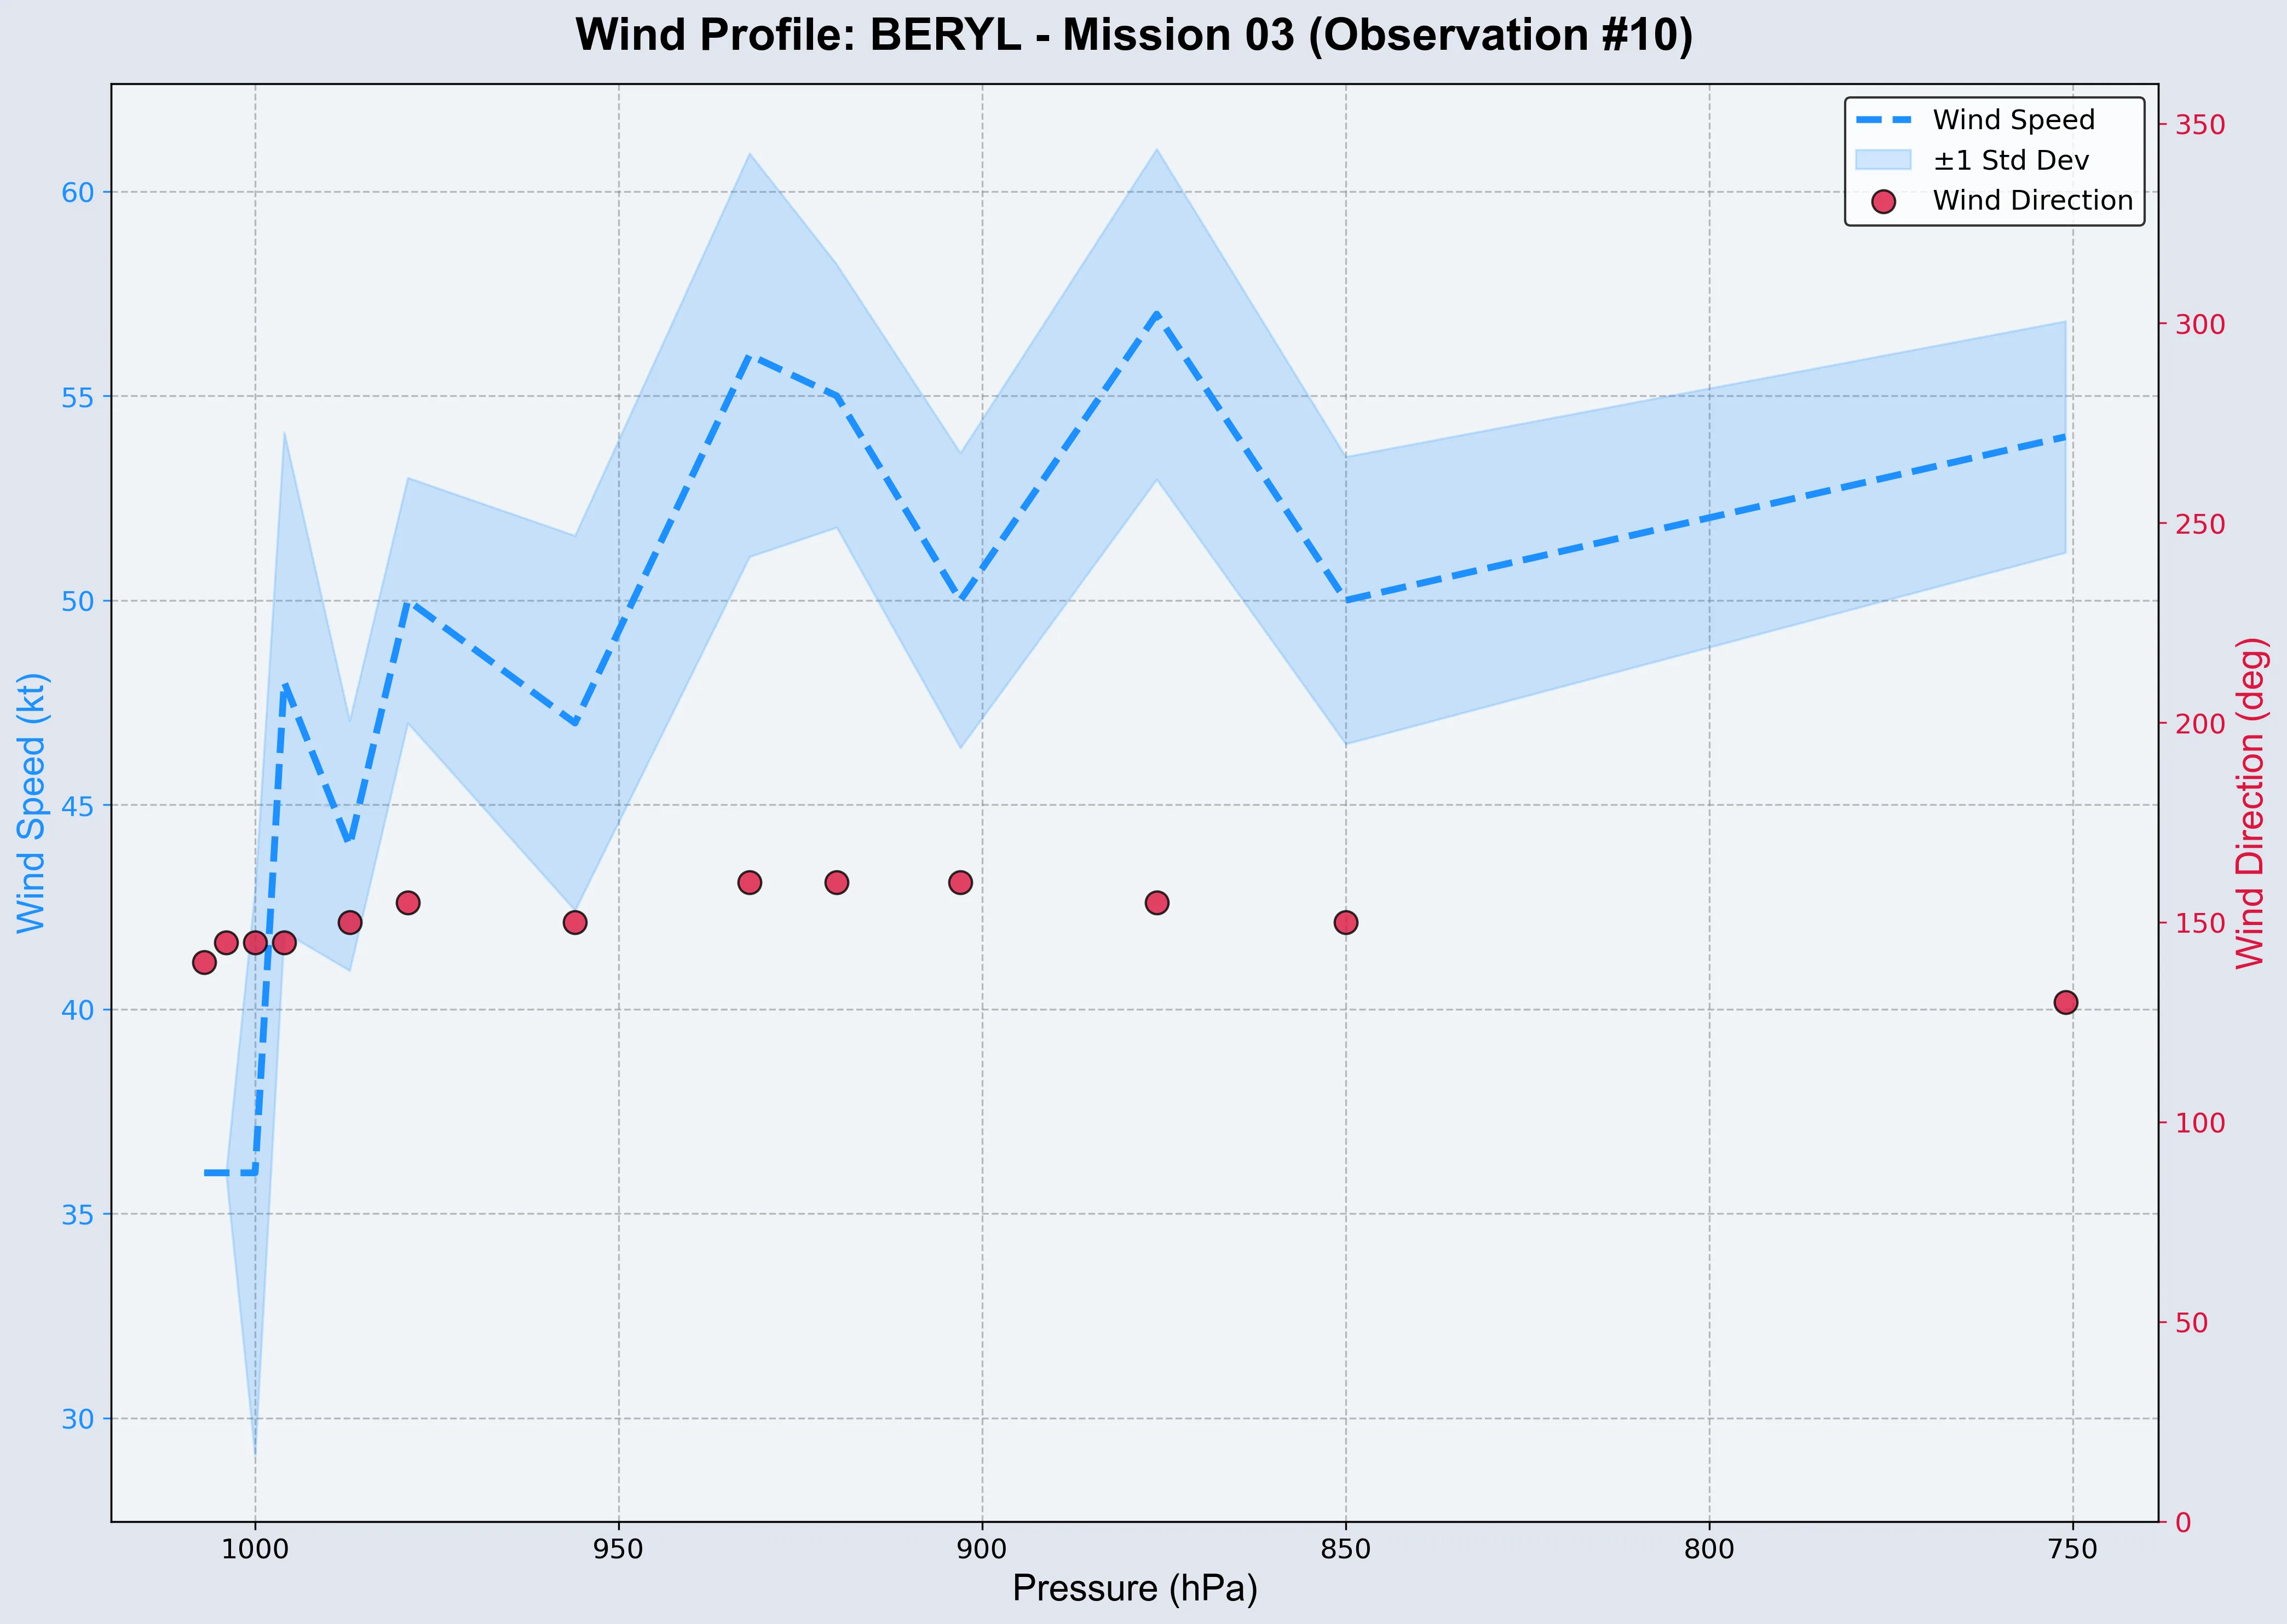 Wind Profile: BERYL - Mission 03 (Observation #10)
Wind Speed
±1 Std Dev
Wind Direction
Wind Speed (kt)
60
55
50
45
40
35
30
350
300
250
200
150
100
50
0
Wind Direction (deg)
1000 950 900 850 800 750
Pressure (hPa)